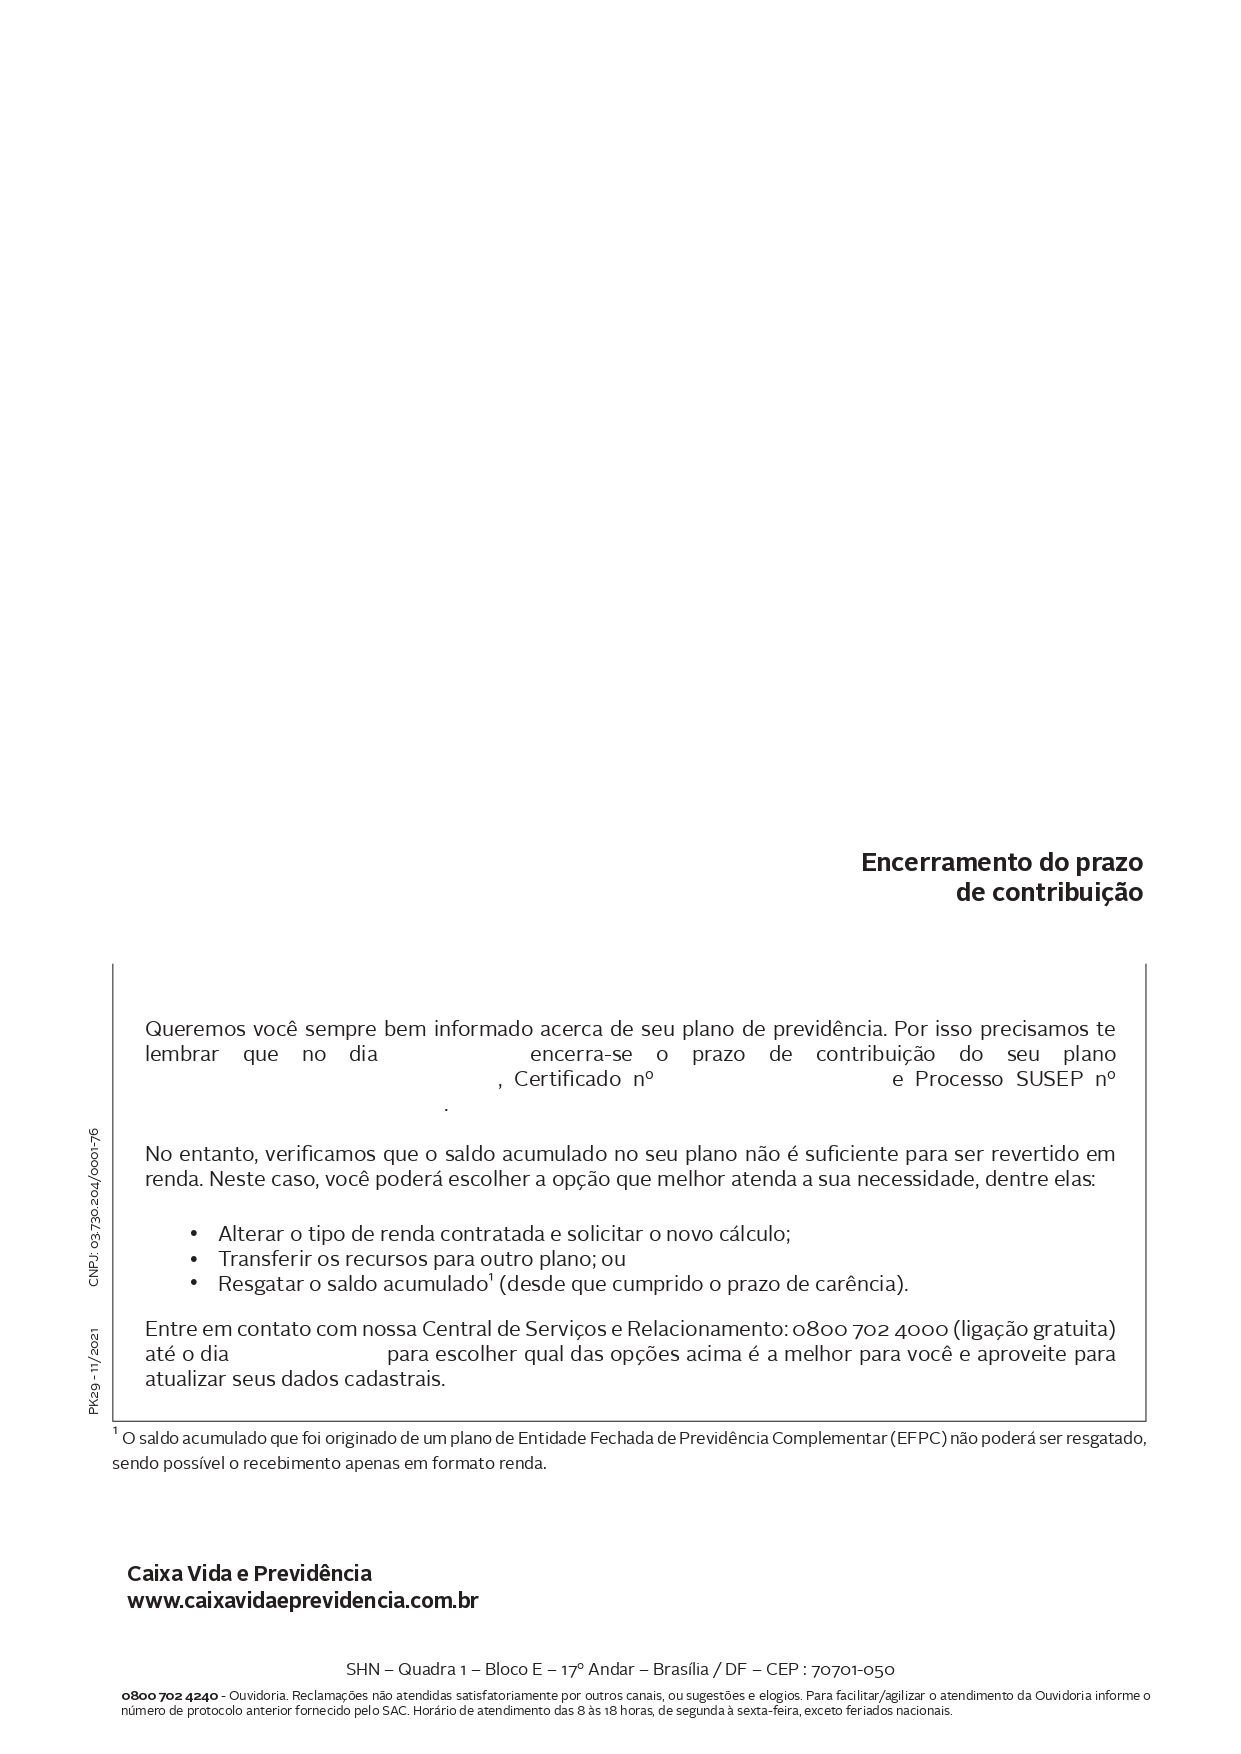 Encerramento do prazo
de contribuição
Queremos você sempre bem informado acerca de seu plano de previdência. Por isso precisamos te
lembrar que no dia encerra-se o prazo de contribuição do seu plano
, Certificado nº e Processo SUSEP nº
.
No entanto, verificamos que o saldo acumulado no seu plano não é suficiente para ser revertido em
renda. Neste caso, você poderá escolher a opção que melhor atenda a sua necessidade, dentre elas:
• Alterar o tipo de renda contratada e solicitar o novo cálculo;
• Transferir os recursos para outro plano; ou
• Resgatar o saldo acumulado¹ (desde que cumprido o prazo de carência).
Entre em contato com nossa Central de Serviços e Relacionamento: 0800 702 4000 (ligação gratuita)
até o dia para escolher qual das opções acima é a melhor para você e aproveite para
atualizar seus dados cadastrais.
PK29 - 11/2021 CNPJ: 03.730.204/0001-76
¹ O saldo acumulado que foi originado de um plano de Entidade Fechada de Previdência Complementar (EFPC) não poderá ser resgatado,
sendo possível o recebimento apenas em formato renda.
Caixa Vida e Previdência
www.caixavidaeprevidencia.com.br
SHN – Quadra 1 – Bloco E – 17º Andar – Brasília / DF – CEP : 70701-050
0800 702 4240 - Ouvidoria. Reclamações não atendidas satisfatoriamente por outros canais, ou sugestões e elogios. Para facilitar/agilizar o atendimento da Ouvidoria informe o
número de protocolo anterior fornecido pelo SAC. Horário de atendimento das 8 às 18 horas, de segunda à sexta-feira, exceto feriados nacionais.